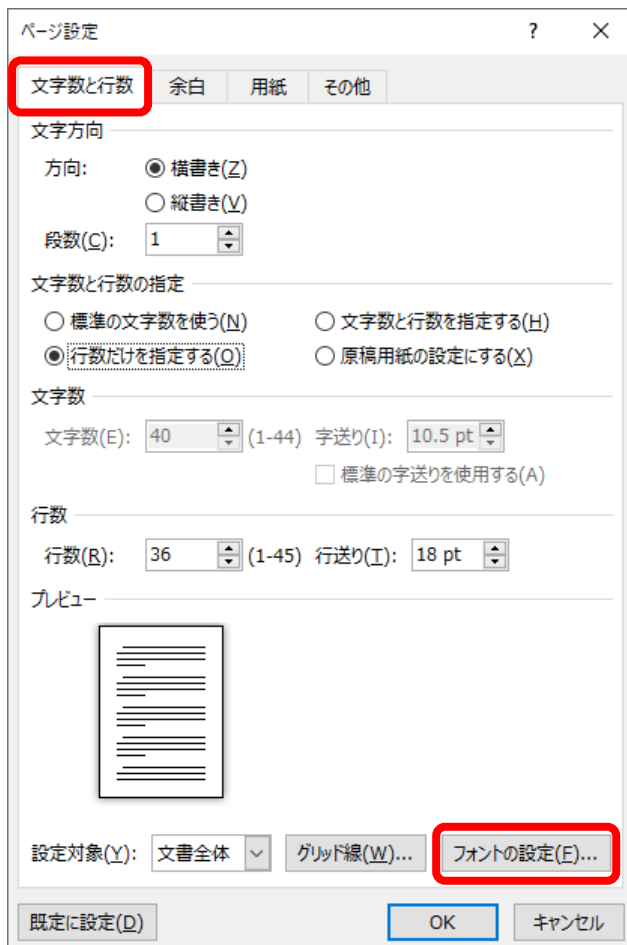 ページ設定 ? ×
文字数と行数 余白 用紙 その他
文字方向
方向: 横書き(Z)
縦書き(V)
段数(C): 1
文字数と行数の指定
標準の文字数を使う(N) 文字数と行数を指定する(H)
行数だけを指定する(O) 原稿用紙の設定にする(X)
文字数
文字数(E): 40 (1-44) 字送り(I): 10.5 pt
標準の字送りを使用する(A)
行数
行数(R): 36 (1-45) 行送り(T): 18 pt
プレビュー
設定対象(Y): 文書全体 グリッド線(W)... フォントの設定(F)...
既定に設定(D) OK キャンセル